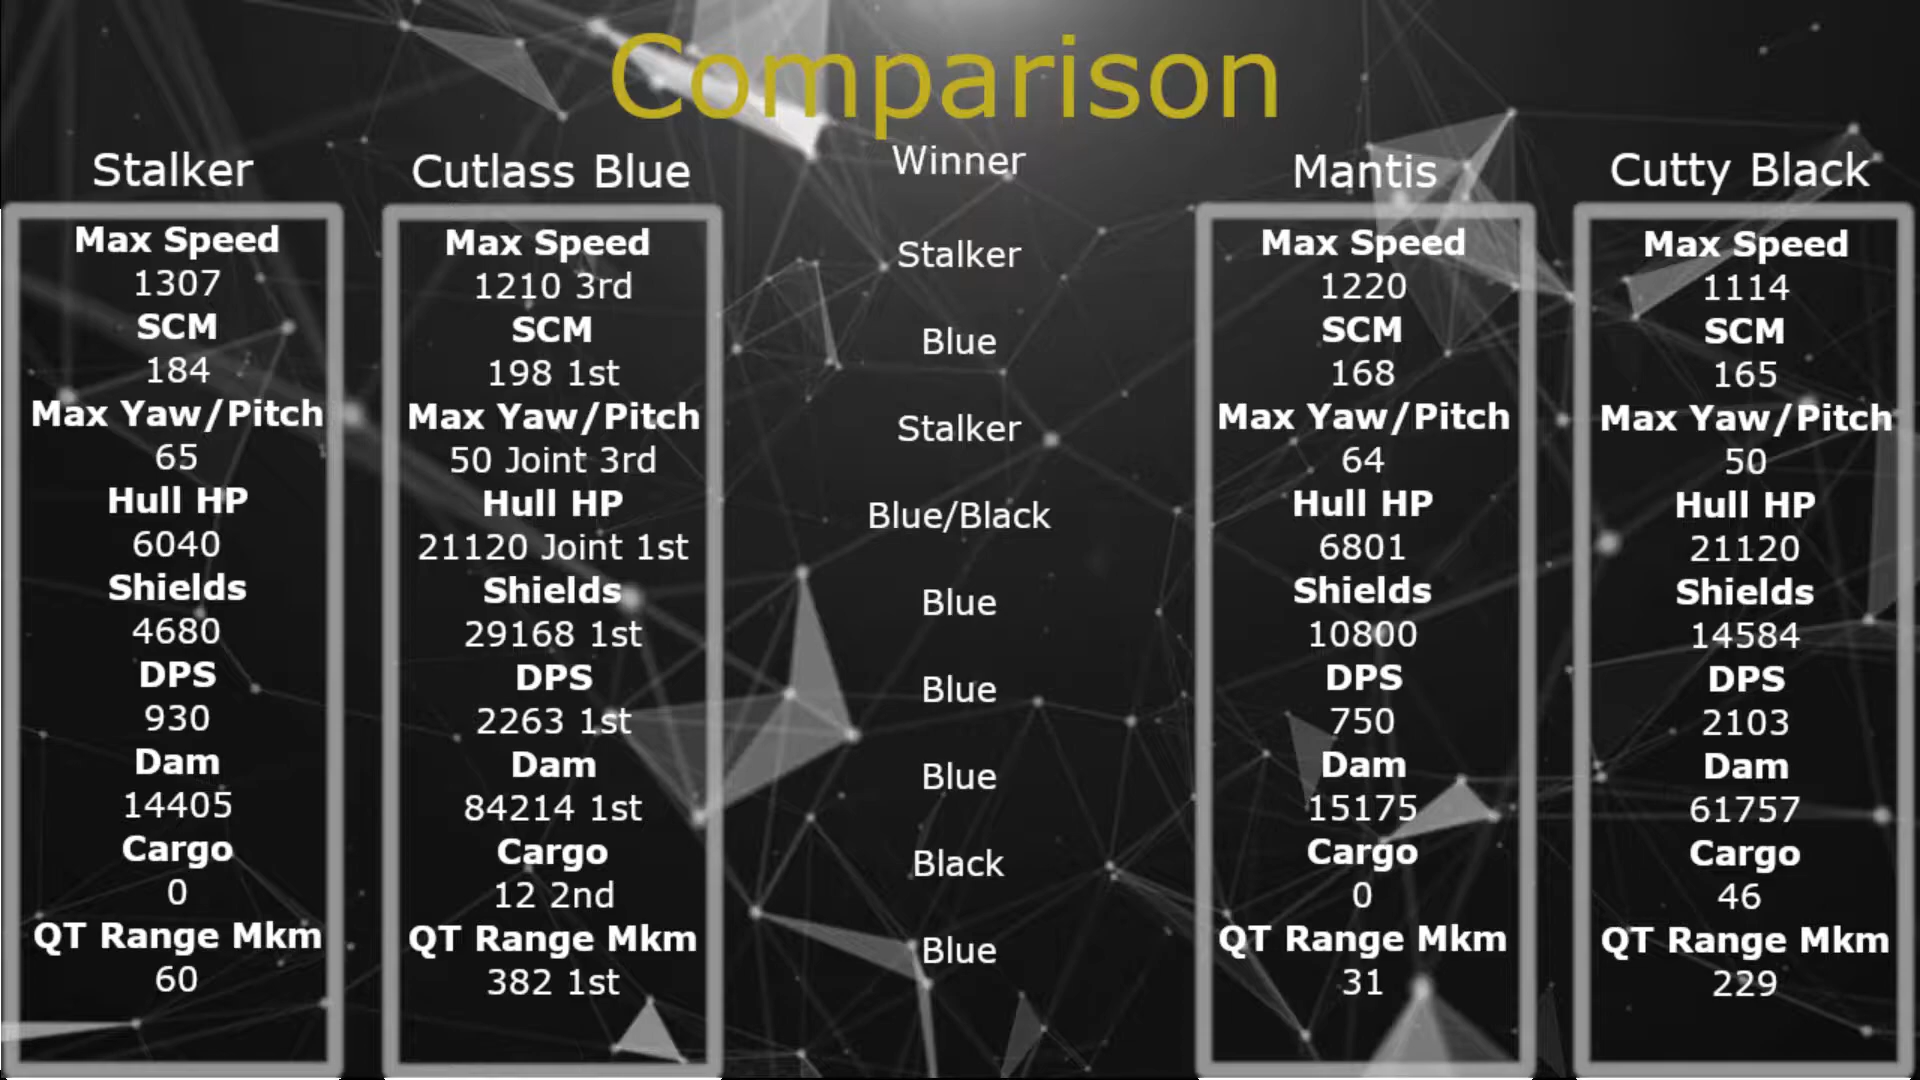 Comparison
Stalker
Max Speed
1307
SCM
184
Max Yaw/Pitch
65
Hull HP
6040
Shields
4680
DPS
930
Dam
14405
Cargo
0
QT Range Mkm
60
Cutlass Blue
Max Speed
1210 3rd
SCM
198 1st
Max Yaw/Pitch
50 Joint 3rd
Hull HP
21120 Joint 1st
Shields
29168 1st
DPS
2263 1st
Dam
84214 1st
Cargo
12 2nd
QT Range Mkm
382 1st
Winner
Stalker
Blue
Stalker
Blue/Black
Blue
Blue
Blue
Black
Blue
Mantis
Max Speed
1220
SCM
168
Max Yaw/Pitch
64
Hull HP
6801
Shields
10800
DPS
750
Dam
15175
Cargo
0
QT Range Mkm
31
Cutty Black
Max Speed
1114
SCM
165
Max Yaw/Pitch
50
Hull HP
21120
Shields
14584
DPS
2103
Dam
61757
Cargo
46
QT Range Mkm
229